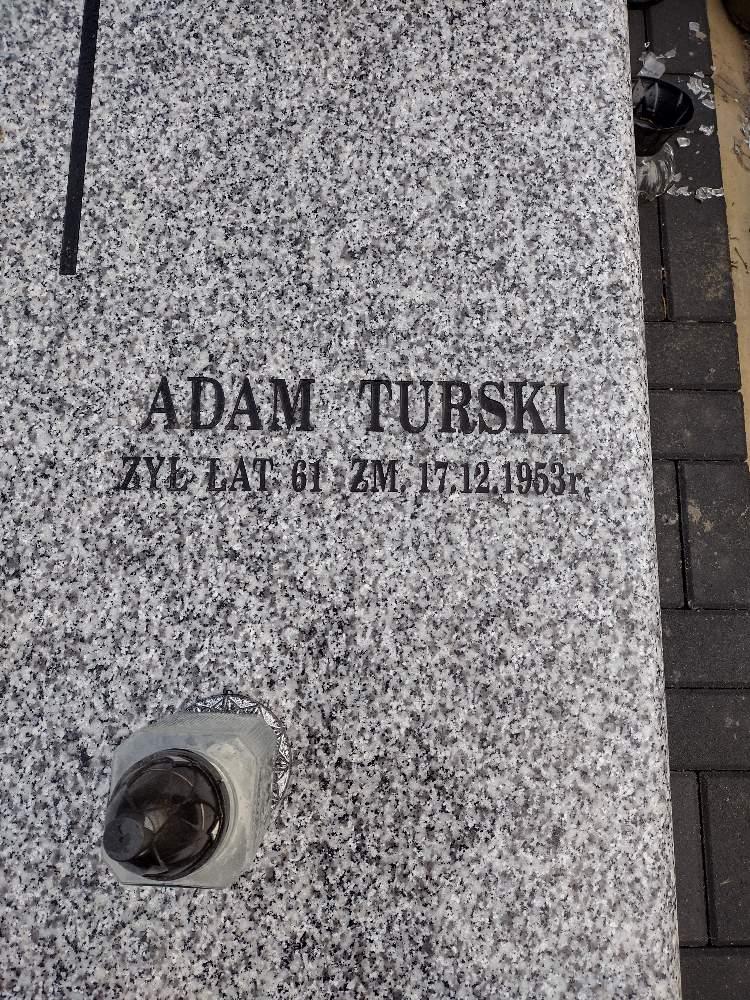 ADAM TURSKI
ŻYŁ LAT 61 ZM. 17.12.1953r.